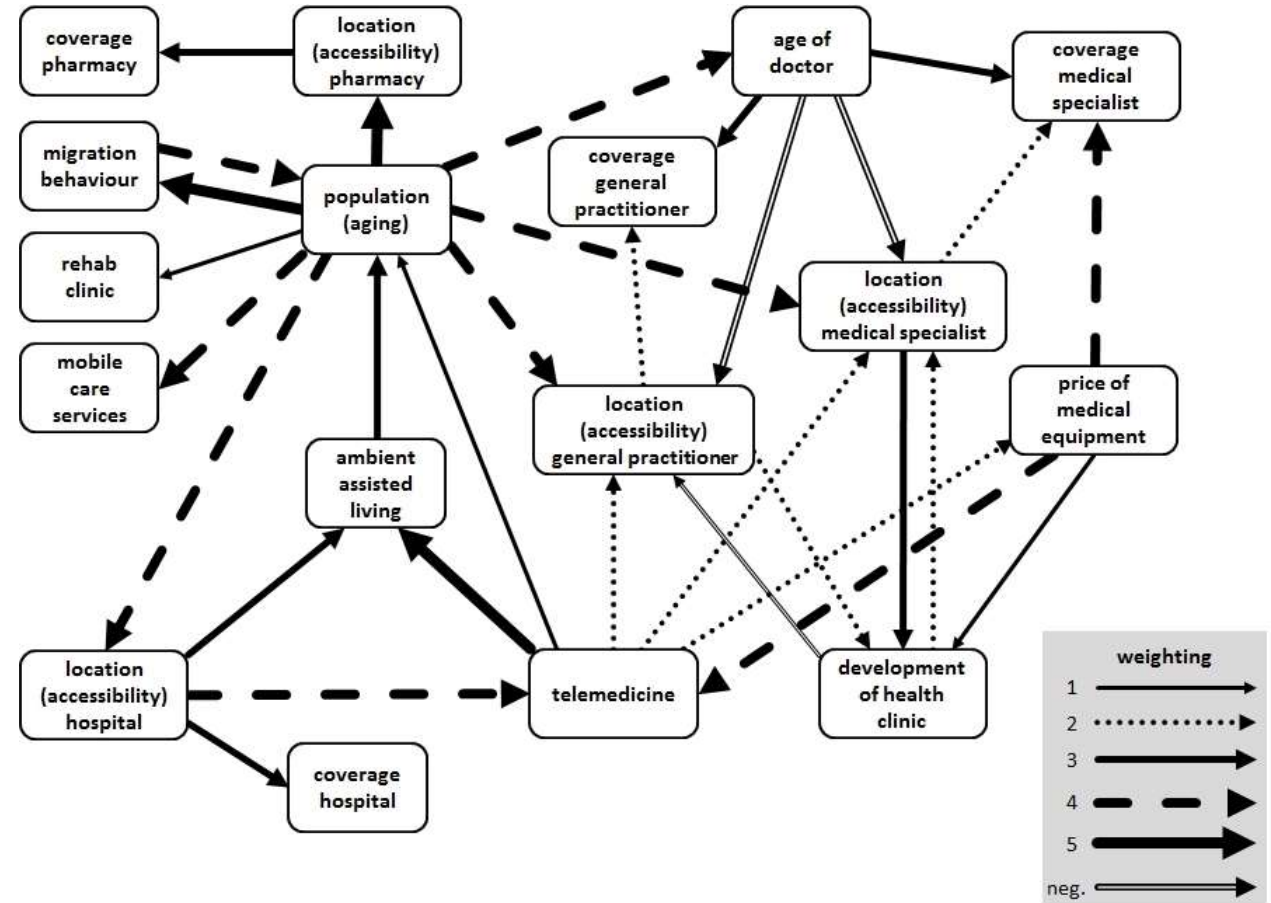 coverage
pharmacy
location
(accessibility)
pharmacy
age of
doctor
coverage
medical
specialist
migration
behaviour
population
(aging)
coverage
general
practitioner
rehab
clinic
location
(accessibility)
medical specialist
mobile
care
services
location
(accessibility)
general practitioner
price of
medical
equipment
ambient
assisted
living
location
(accessibility)
hospital
telemedicine
development
of health
clinic
coverage
hospital
weighting
1
2
3
4
5
neg.